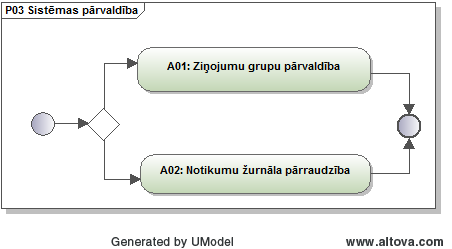 P03 Sistēmas pārvaldība
A01: Ziņojumu grupu pārvaldība
A02: Notikumu žurnāla pārraudzība
Generated by UModel
www.altova.com